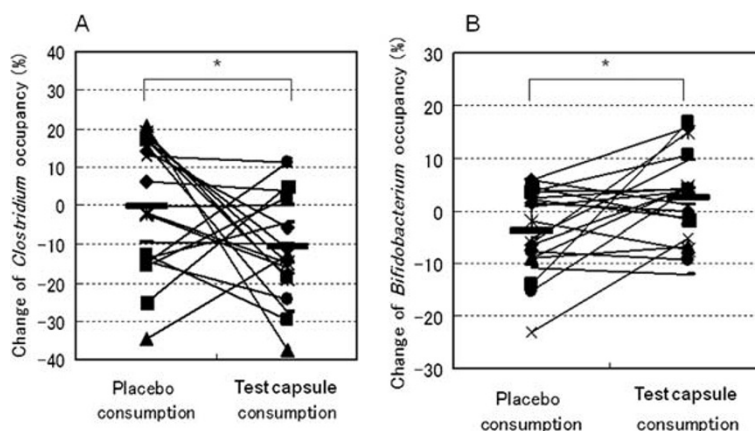 A
Change of Clostridium occupancy (%)
40
30
20
10
0
-10
-20
-30
-40
*
Placebo
consumption
Test capsule
consumption
B
Change of Bifidobacterium occupancy (%)
30
20
10
0
-10
-20
-30
*
Placebo
consumption
Test capsule
consumption